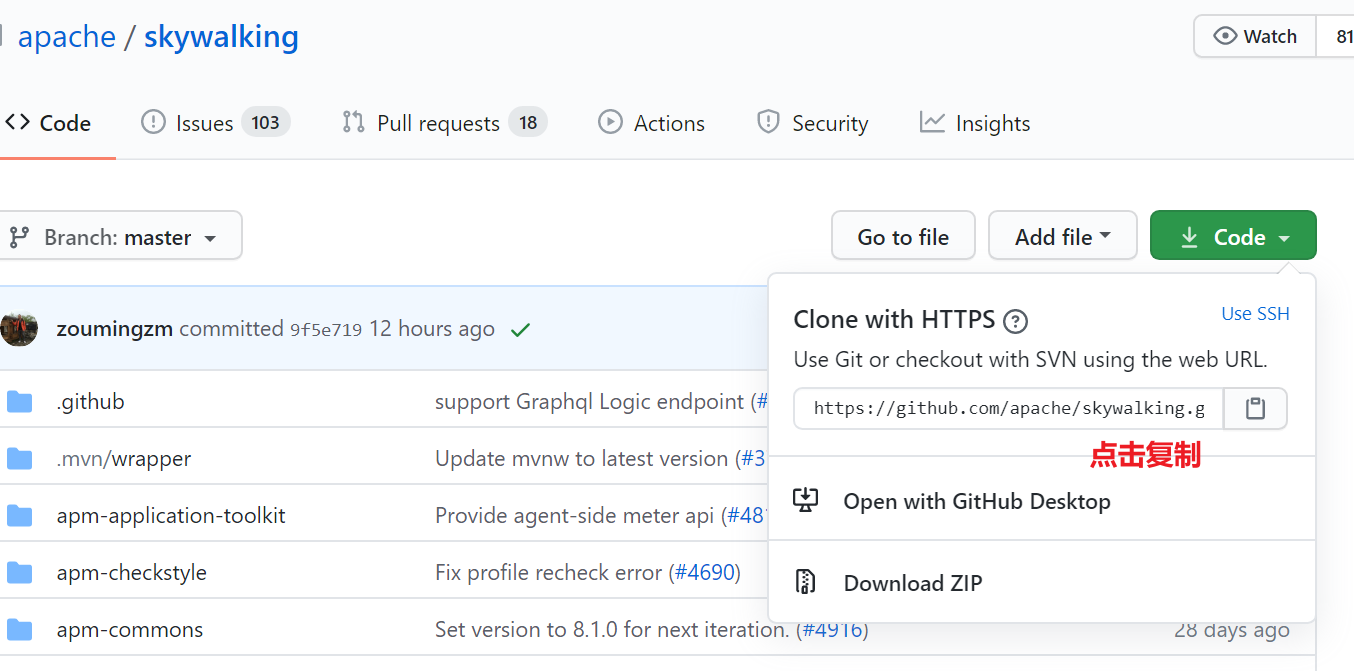 apache / skywalking
Watch 81
Code Issues 103 Pull requests 18 Actions Security Insights
Branch: master Go to file Add file Code
zoumingzm committed 9f5e719 12 hours ago
Clone with HTTPS ? Use SSH
Use Git or checkout with SVN using the web URL.
https://github.com/apache/skywalking.g
点击复制
Open with GitHub Desktop
Download ZIP
.github support Graphql Logic endpoint (#
.mvn/wrapper Update mvnw to latest version (#3
apm-application-toolkit Provide agent-side meter api (#481
apm-checkstyle Fix profile recheck error (#4690)
apm-commons Set version to 8.1.0 for next iteration. (#4916) 28 days ago